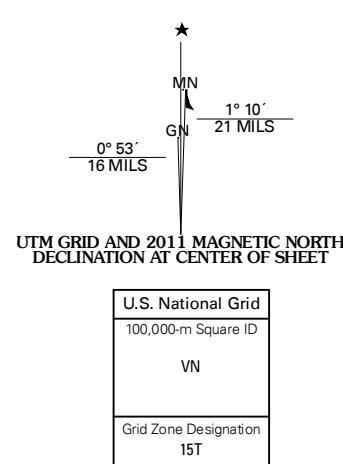 MN
1° 10´
21 MILS
GN
0° 53´
16 MILS
UTM GRID AND 2011 MAGNETIC NORTH
DECLINATION AT CENTER OF SHEET
U.S. National Grid
100,000-m Square ID
VN
Grid Zone Designation
15T